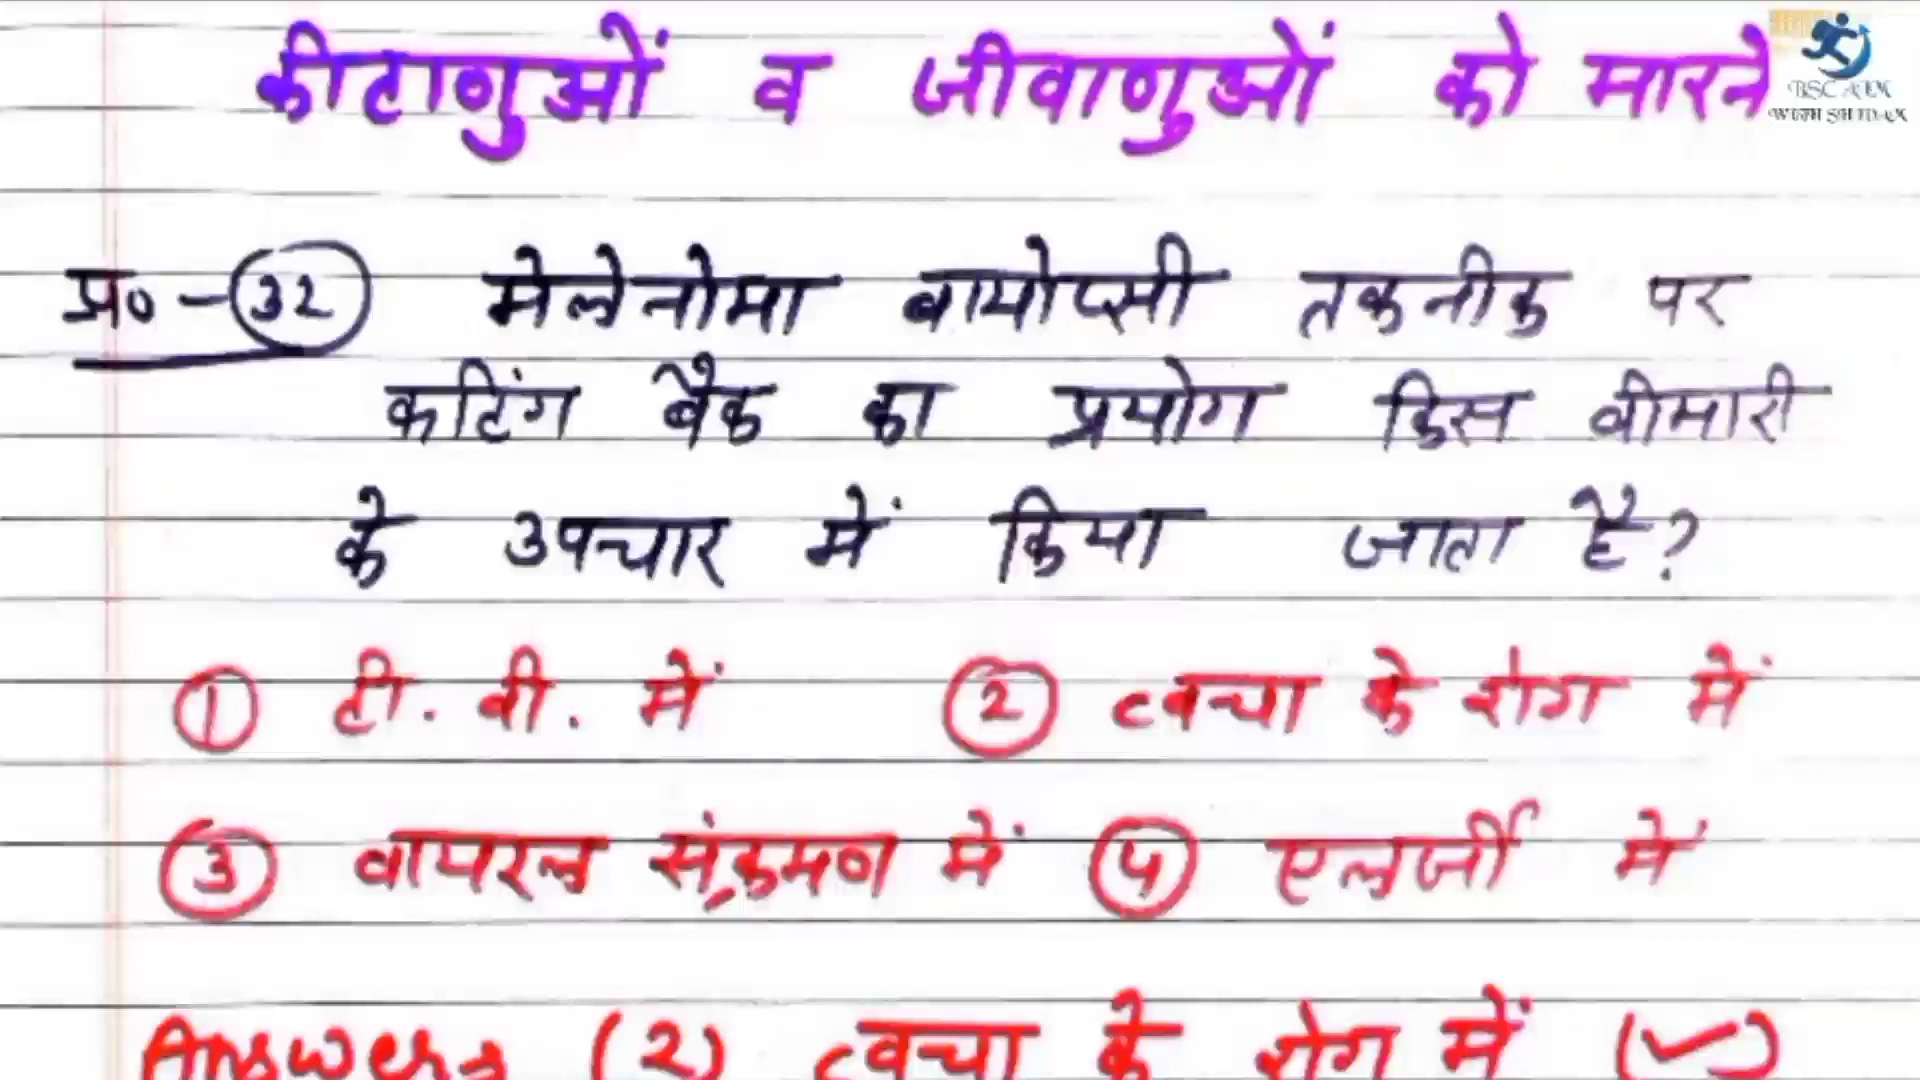 कीटाणुओं व जीवाणुओं को मारने
प्र० - 32 मेलेनोमा बायोप्सी तकनीक पर
कटिंग बैक का प्रयोग किस बीमारी
के उपचार में किया जाता है?
① टी. बी. में ② त्वचा के रोग में
③ वायरल संक्रमण में ④ एलर्जी में
Answer (2) त्वचा के रोग में (✓)